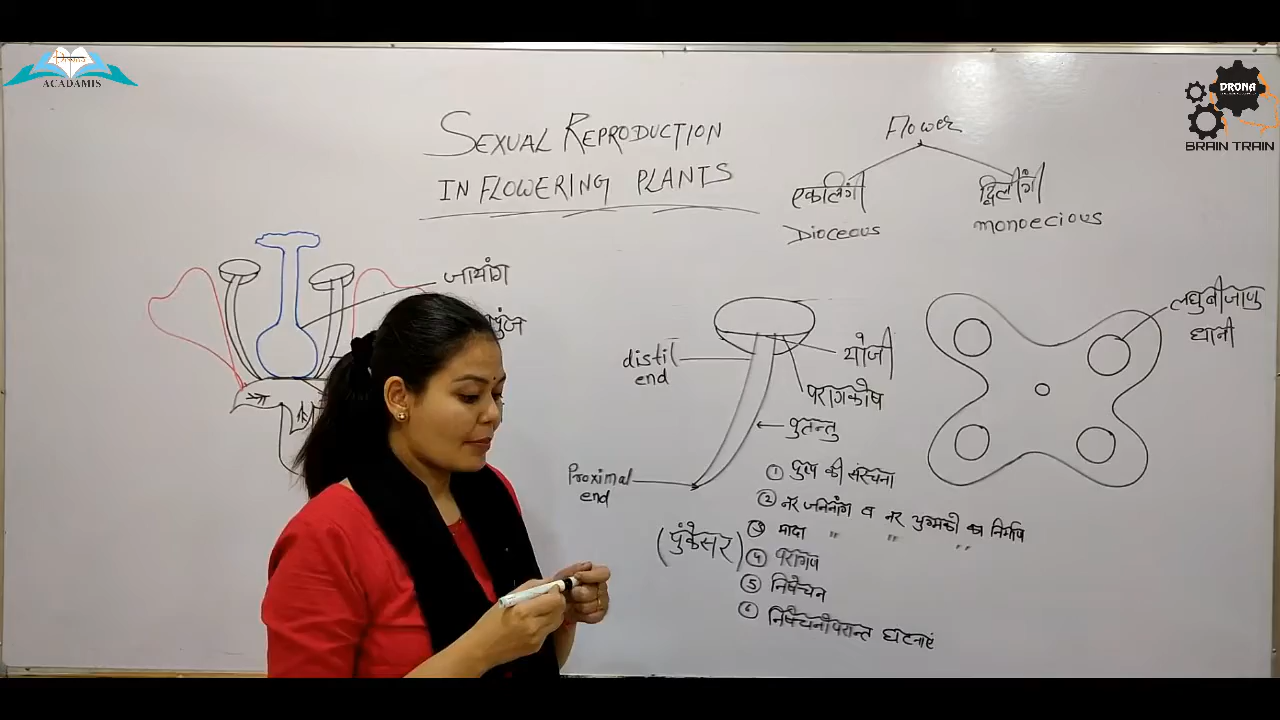 Drona
ACADAMIS
DRONA
BRAIN TRAIN
SEXUAL REPRODUCTION
IN FLOWERING PLANTS
Flower
एकलिंगी
Dioceous
द्विलींगी
monoecious
जायांग
पुंज
distil
end
Proximal
end
योजी
परागकोष
पुतन्तु
(पुंकेसर)
लघुबीजाणु
धानी
① पुष्प की संरचना
② नर जननांग व नर युग्मको का निर्माण
③ मादा " " "
④ परागण
⑤ निषेचन
⑥ निषेचनोपरान्त घटनाएं